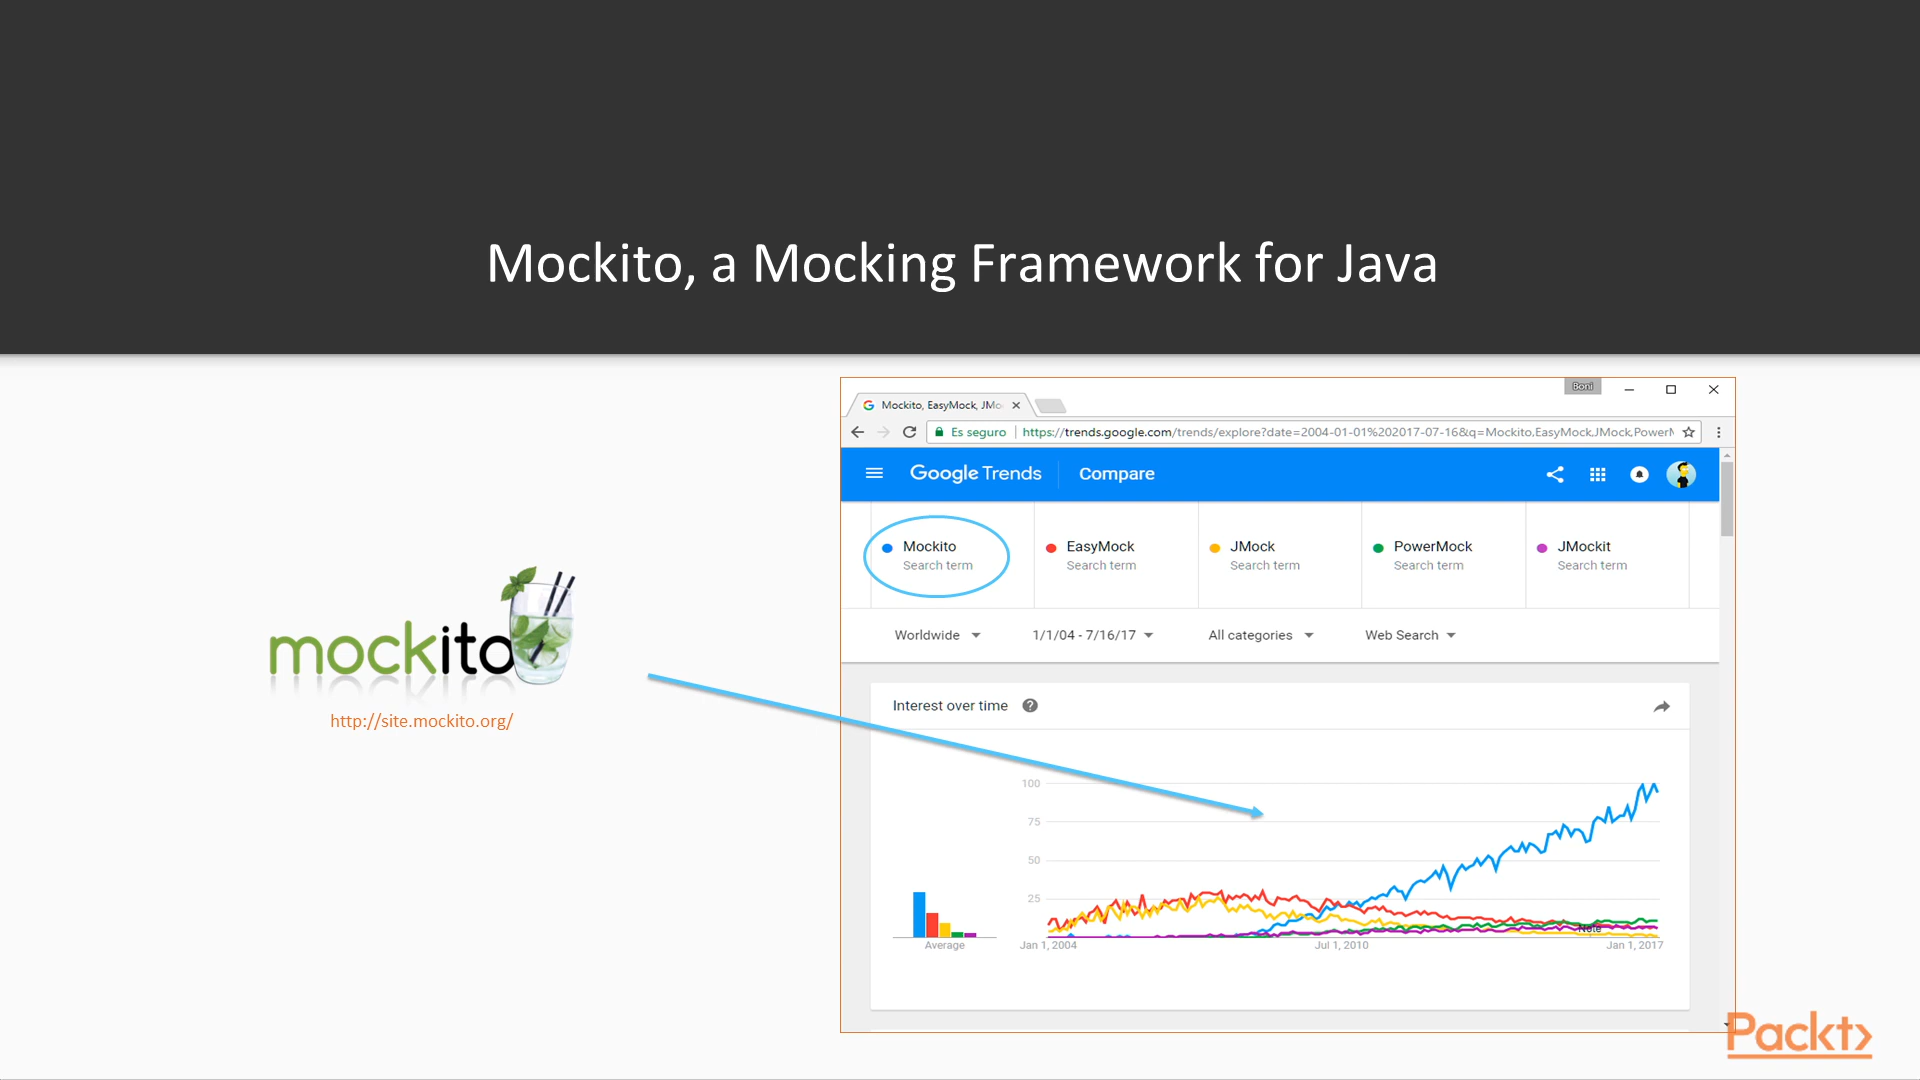 Mockito, a Mocking Framework for Java
mockito
http://site.mockito.org/
Boni
Mockito, EasyMock, JMo
Es seguro
https://trends.google.com/trends/explore?date=2004-01-01%202017-07-16&q=Mockito,EasyMock,JMock,PowerM
Google Trends
Compare
Mockito
Search term
EasyMock
Search term
JMock
Search term
PowerMock
Search term
JMockit
Search term
Worldwide
1/1/04 - 7/16/17
All categories
Web Search
Interest over time
100
75
50
25
Average
Jan 1, 2004
Jul 1, 2010
Jan 1, 2017
Note
Packt